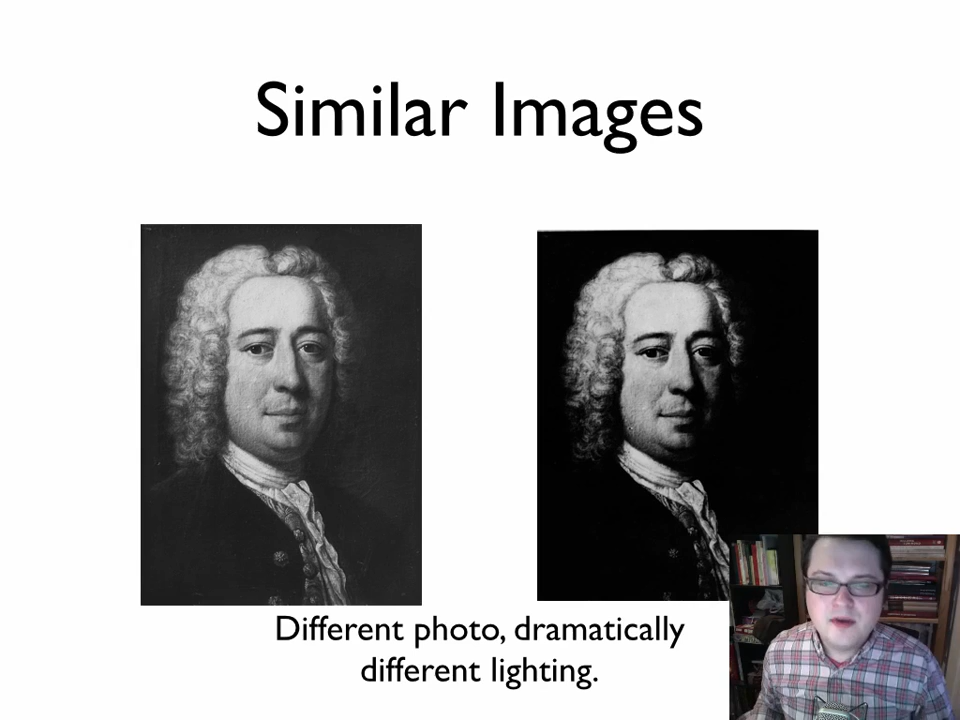 Similar Images
Different photo, dramatically
different lighting.